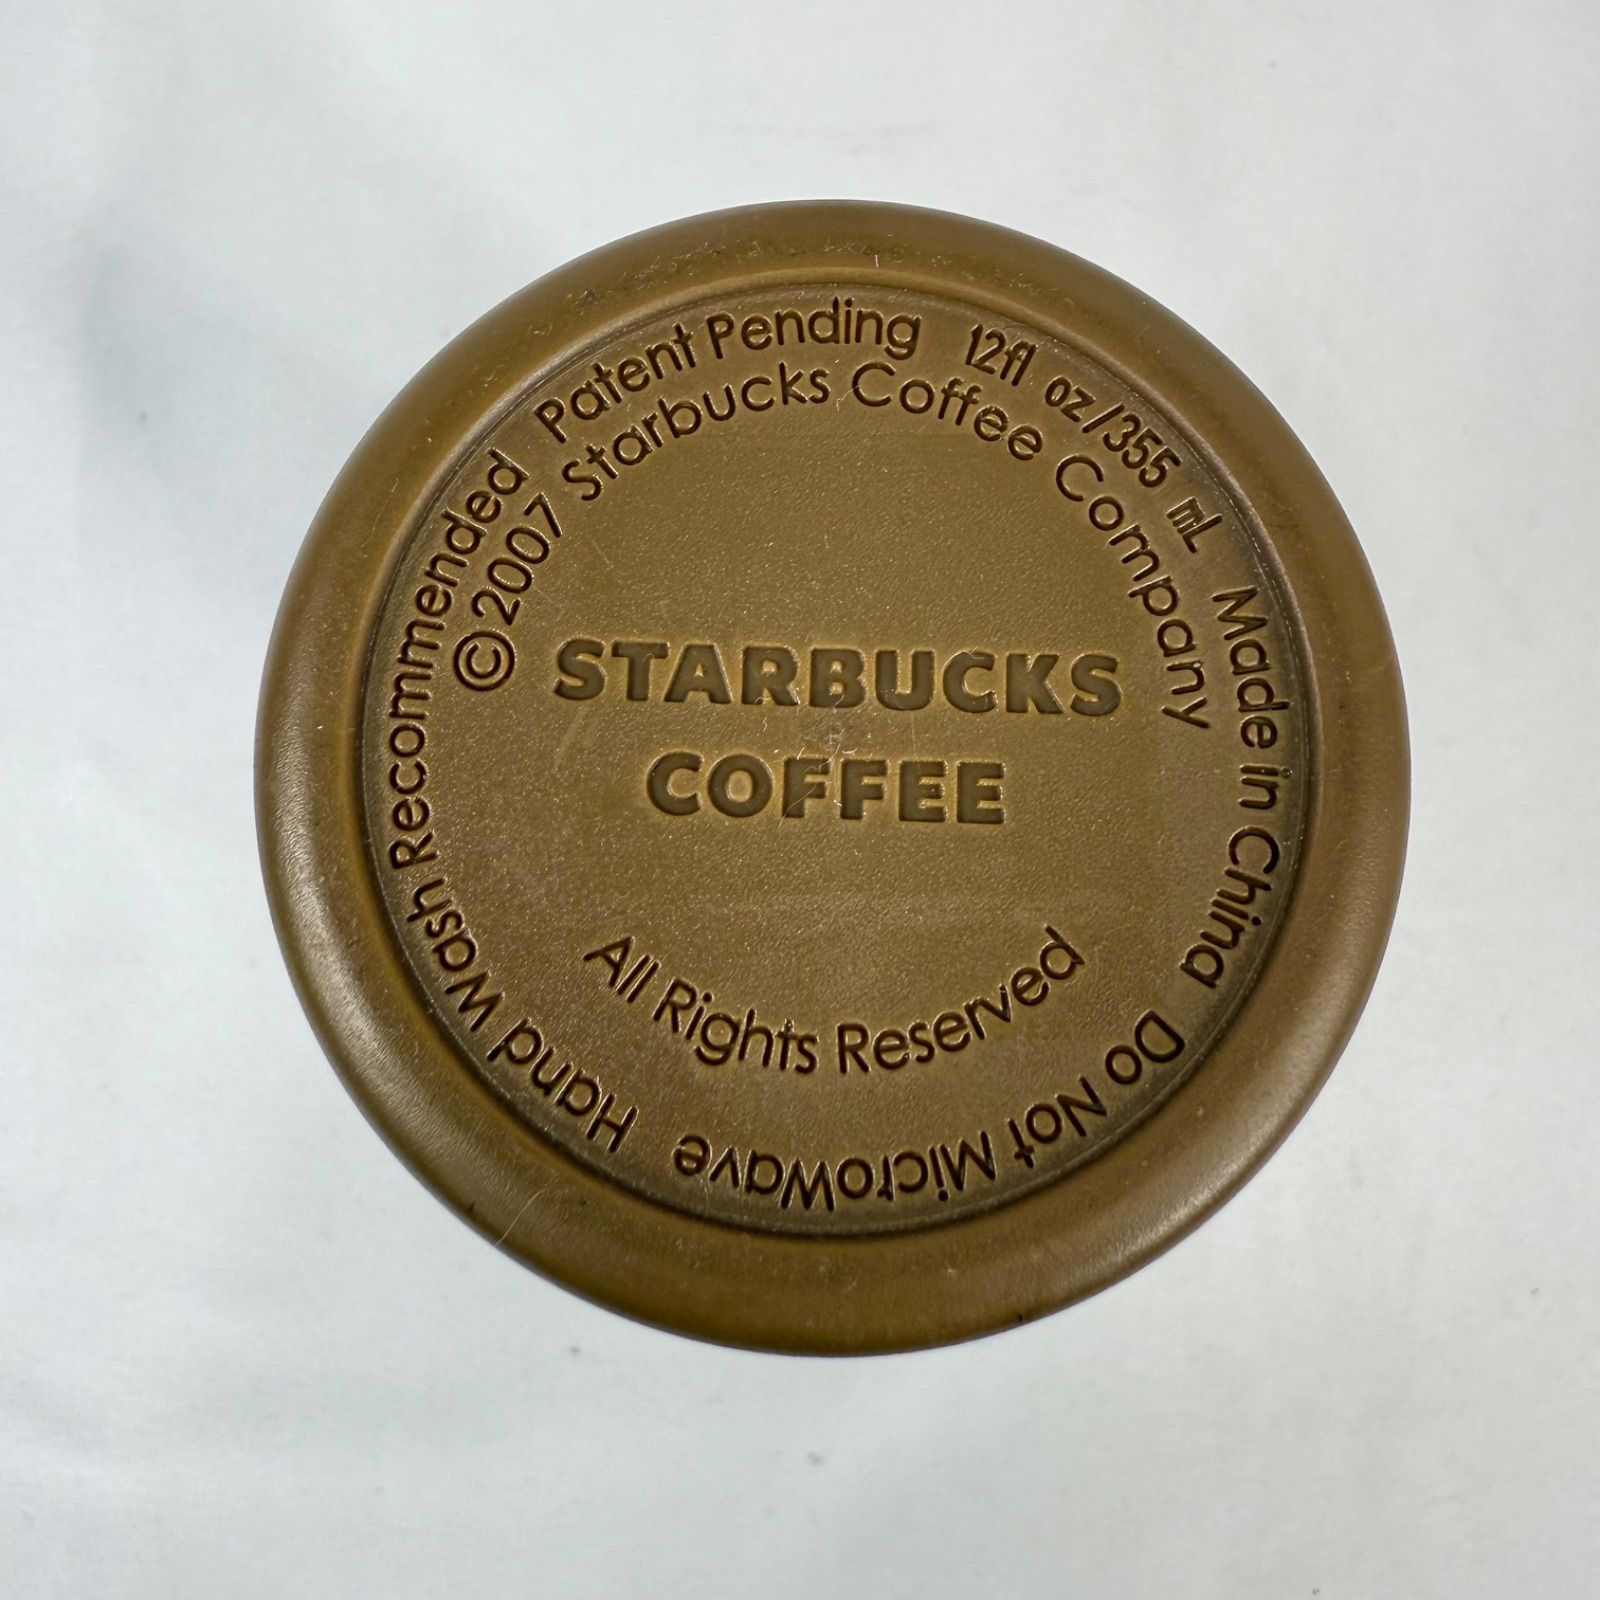 Patent Pending 12fl oz/355 mL Made in China Do Not Microwave Hand Wash Recommended
©2007 Starbucks Coffee Company
STARBUCKS
COFFEE
All Rights Reserved